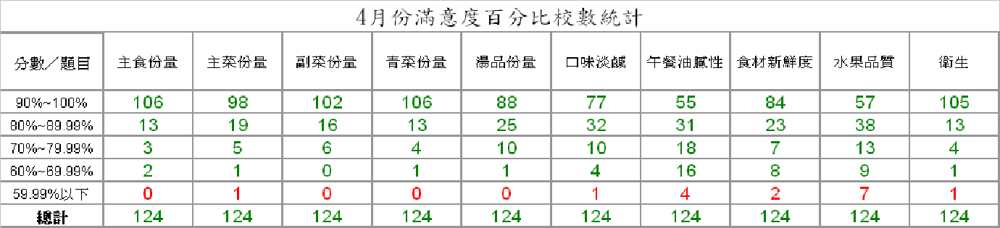 4月份滿意度百分比校數統計
分數／題目 主食份量 主菜份量 副菜份量 青菜份量 湯品份量 口味淡鹹 午餐油膩性 食材新鮮度 水果品質 衛生
90%~100% 106 98 102 106 88 77 55 84 57 105
80%~89.99% 13 19 16 13 25 32 31 23 38 13
70%~79.99% 3 5 6 4 10 10 18 7 13 4
60%~69.99% 2 1 0 1 1 4 16 8 9 1
59.99%以下 0 1 0 0 0 1 4 2 7 1
總計 124 124 124 124 124 124 124 124 124 124